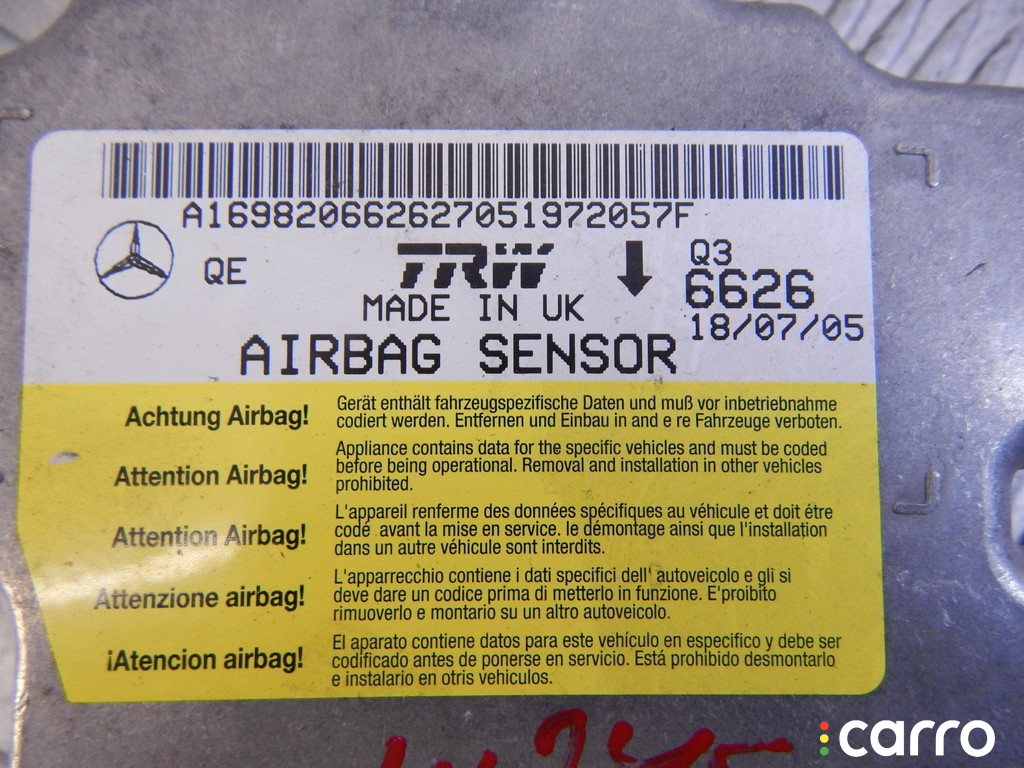 A169820662627051972057F
QE
TRW
Q3
6626
MADE IN UK
18/07/05
AIRBAG SENSOR
Achtung Airbag!
Gerät enthält fahrzeugspezifische Daten und muß vor inbetriebnahme
codiert werden. Entfernen und Einbau in and e re Fahrzeuge verboten.
Attention Airbag!
Appliance contains data for the specific vehicles and must be coded
before being operational. Removal and installation in other vehicles
prohibited.
Attention Airbag!
L'appareil renferme des données spécifiques au véhicule et doit étre
codé avant la mise en service. le démontage ainsi que l'installation
dans un autre véhicule sont interdits.
Attenzione airbag!
L'apparrecchio contiene i dati specifici dell' autoveicolo e gli si
deve dare un codice prima di metterlo in funzione. E'proibito
rimuoverlo e montario su un altro autoveicolo.
¡Atencion airbag!
El aparato contiene datos para este vehículo en especifico y debe ser
codificado antes de ponerse en servicio. Está prohibido desmontarlo
e instalario en otris vehiculos.
carro